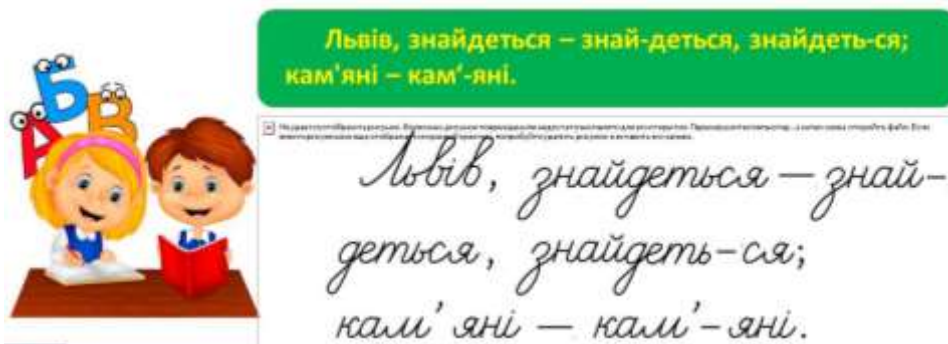 Львів, знайдеться – знай-деться, знайдеть-ся;
кам'яні – кам'-яні.
Львів, знайдеться — знай-
деться, знайдеть-ся;
кам' яні — кам'-яні.
А Б В